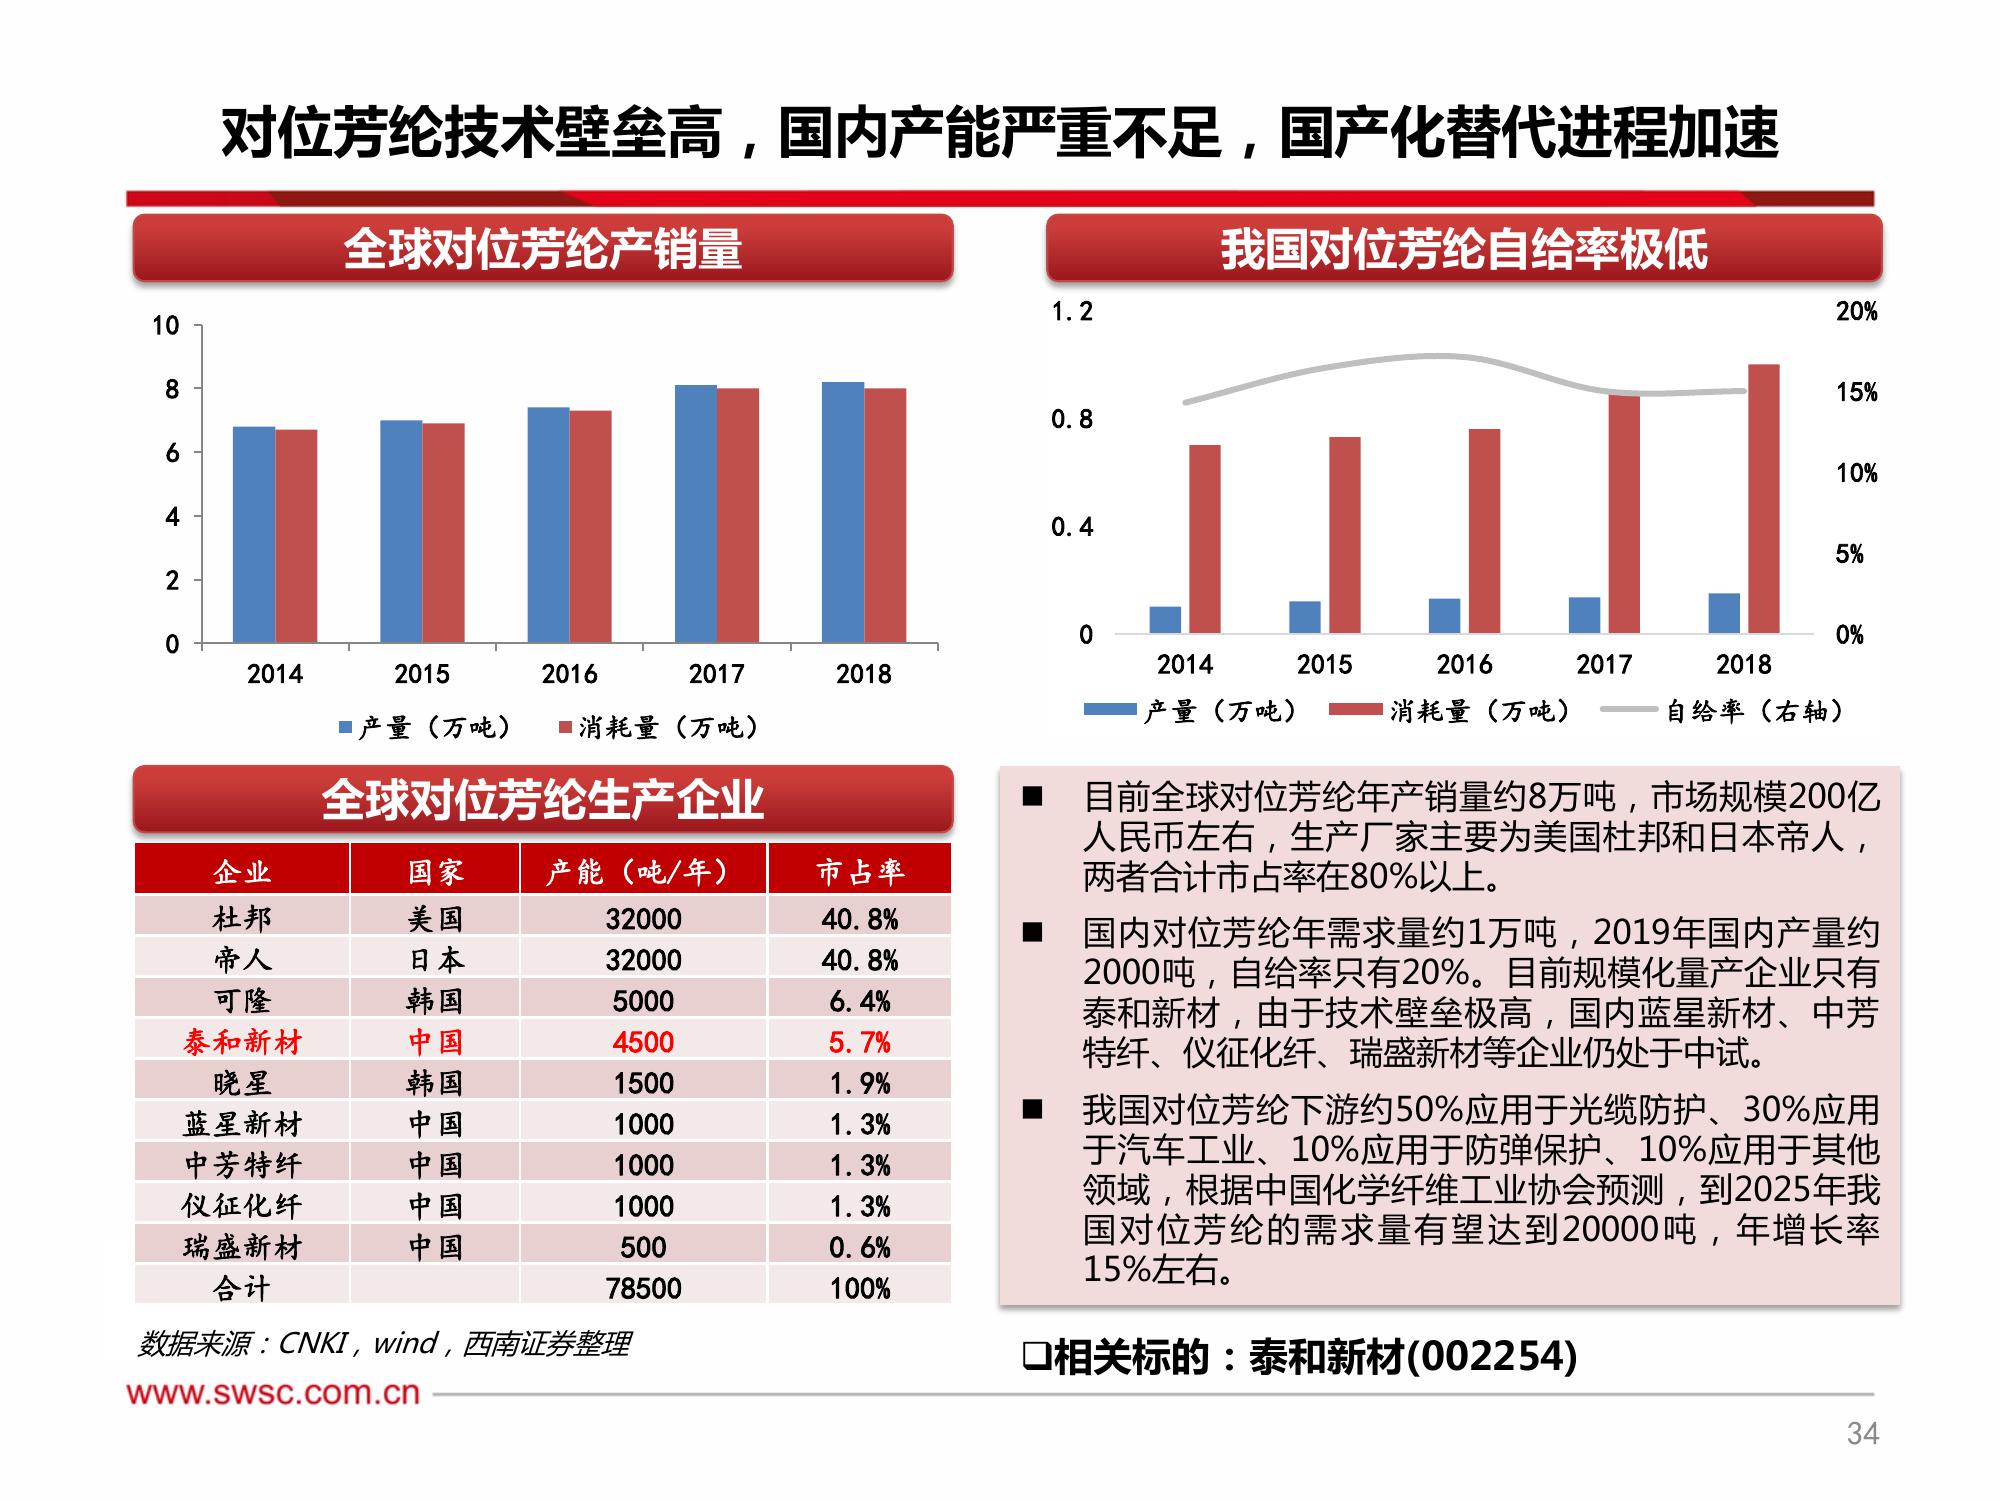 对位芳纶技术壁垒高，国内产能严重不足，国产化替代进程加速
全球对位芳纶产销量
10
8
6
4
2
0
2014 2015 2016 2017 2018
产量（万吨） 消耗量（万吨）
我国对位芳纶自给率极低
1.2 20%
15%
0.8
10%
0.4
5%
0 0%
2014 2015 2016 2017 2018
产量（万吨） 消耗量（万吨） 自给率（右轴）
全球对位芳纶生产企业
企业 国家 产能（吨/年） 市占率
杜邦 美国 32000 40.8%
帝人 日本 32000 40.8%
可隆 韩国 5000 6.4%
泰和新材 中国 4500 5.7%
晓星 韩国 1500 1.9%
蓝星新材 中国 1000 1.3%
中芳特纤 中国 1000 1.3%
仪征化纤 中国 1000 1.3%
瑞盛新材 中国 500 0.6%
合计 78500 100%
■ 目前全球对位芳纶年产销量约8万吨，市场规模200亿
人民币左右，生产厂家主要为美国杜邦和日本帝人，
两者合计市占率在80%以上。
■ 国内对位芳纶年需求量约1万吨，2019年国内产量约
2000吨，自给率只有20%。目前规模化量产企业只有
泰和新材，由于技术壁垒极高，国内蓝星新材、中芳
特纤、仪征化纤、瑞盛新材等企业仍处于中试。
■ 我国对位芳纶下游约50%应用于光缆防护、30%应用
于汽车工业、10%应用于防弹保护、10%应用于其他
领域，根据中国化学纤维工业协会预测，到2025年我
国对位芳纶的需求量有望达到20000吨，年增长率
15%左右。
数据来源：CNKI，wind，西南证券整理
❑相关标的：泰和新材(002254)
www.swsc.com.cn
34